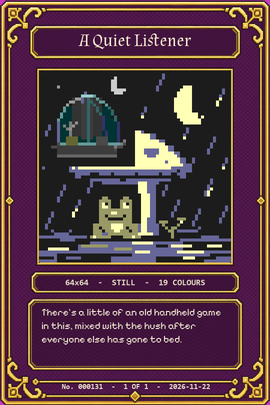 A Quiet Listener
64x64 - STILL - 19 COLOURS
There's a little of an old handheld game
in this, mixed with the hush after
everyone else has gone to bed.
No. 000131 - 1 OF 1 - 2026-11-22